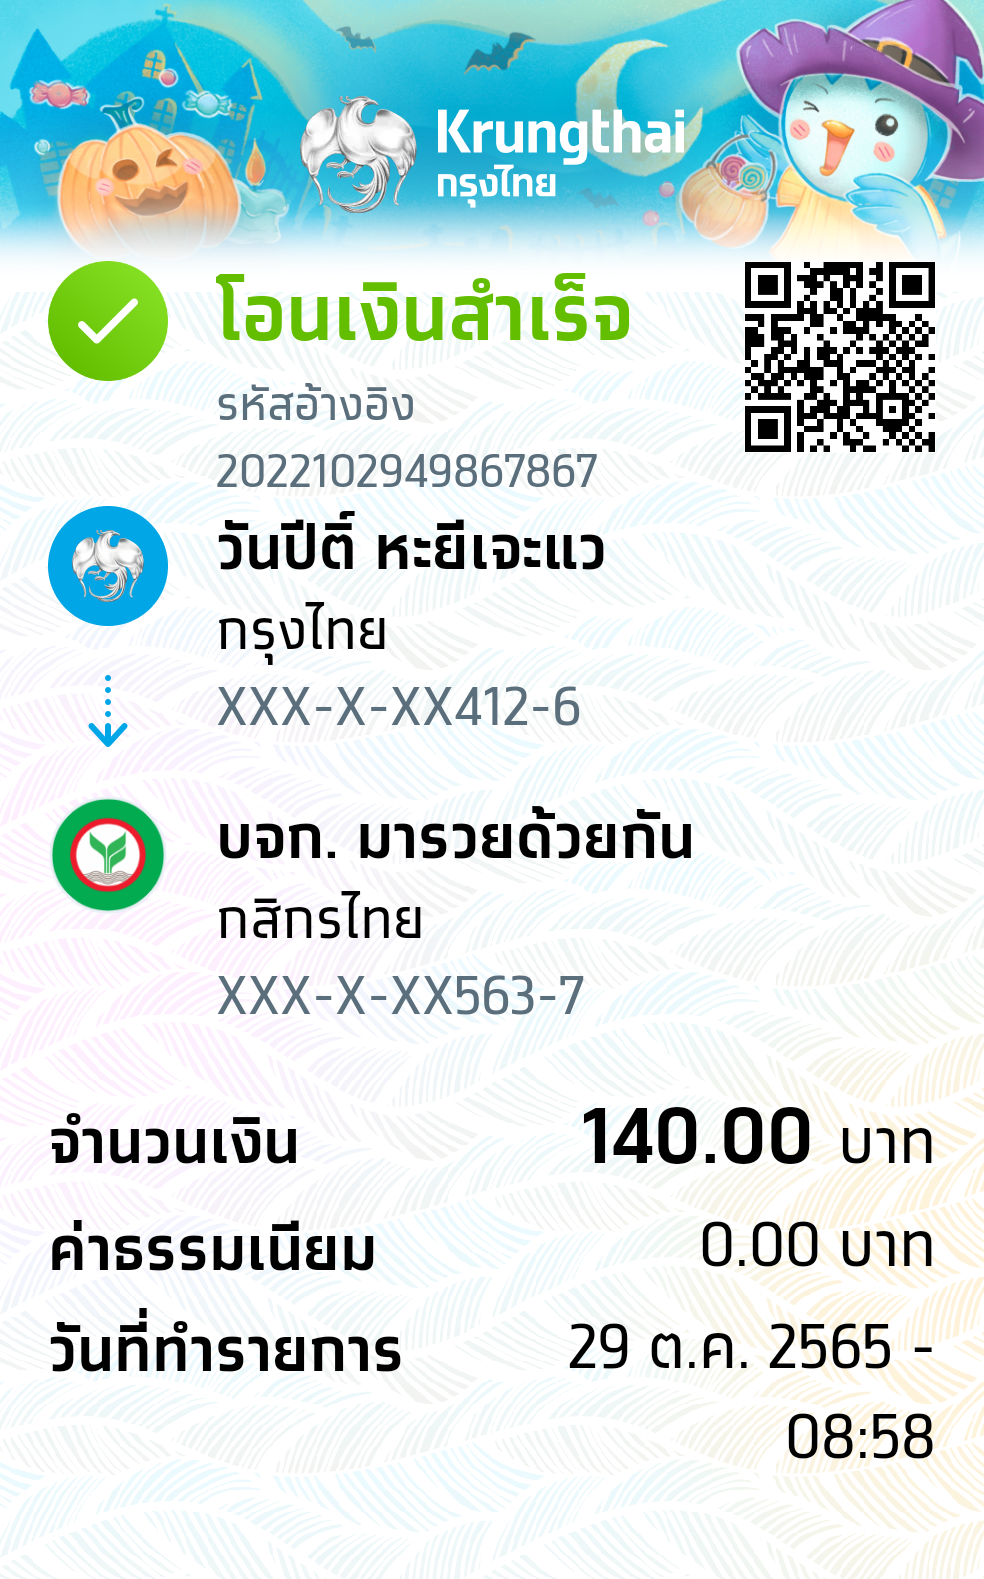 Krungthai
กรุงไทย
โอนเงินสำเร็จ
รหัสอ้างอิง
2022102949867867
วันปีติ์ หะยีเจะแว
กรุงไทย
XXX-X-XX412-6
บจก. มารวยด้วยกัน
กสิกรไทย
XXX-X-XX563-7
จำนวนเงิน 140.00 บาท
ค่าธรรมเนียม 0.00 บาท
วันที่ทำรายการ 29 ต.ค. 2565 -
08:58